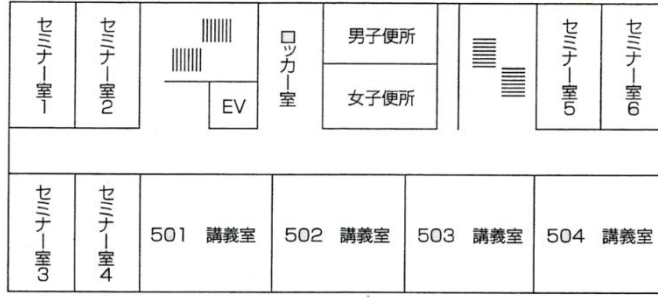 セミナー室1
セミナー室2
EV
ロッカー室
男子便所
女子便所
セミナー室5
セミナー室6
セミナー室3
セミナー室4
501 講義室
502 講義室
503 講義室
504 講義室